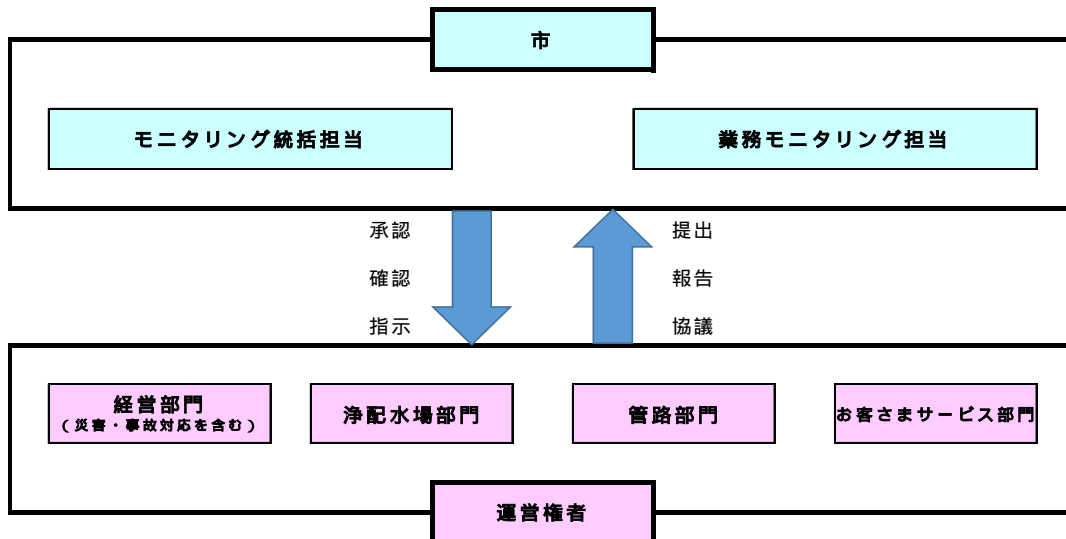 市
モニタリング統括担当
業務モニタリング担当
承認
確認
指示
提出
報告
協議
経営部門
（災害・事故対応を含む）
浄配水場部門
管路部門
お客さまサービス部門
運営権者